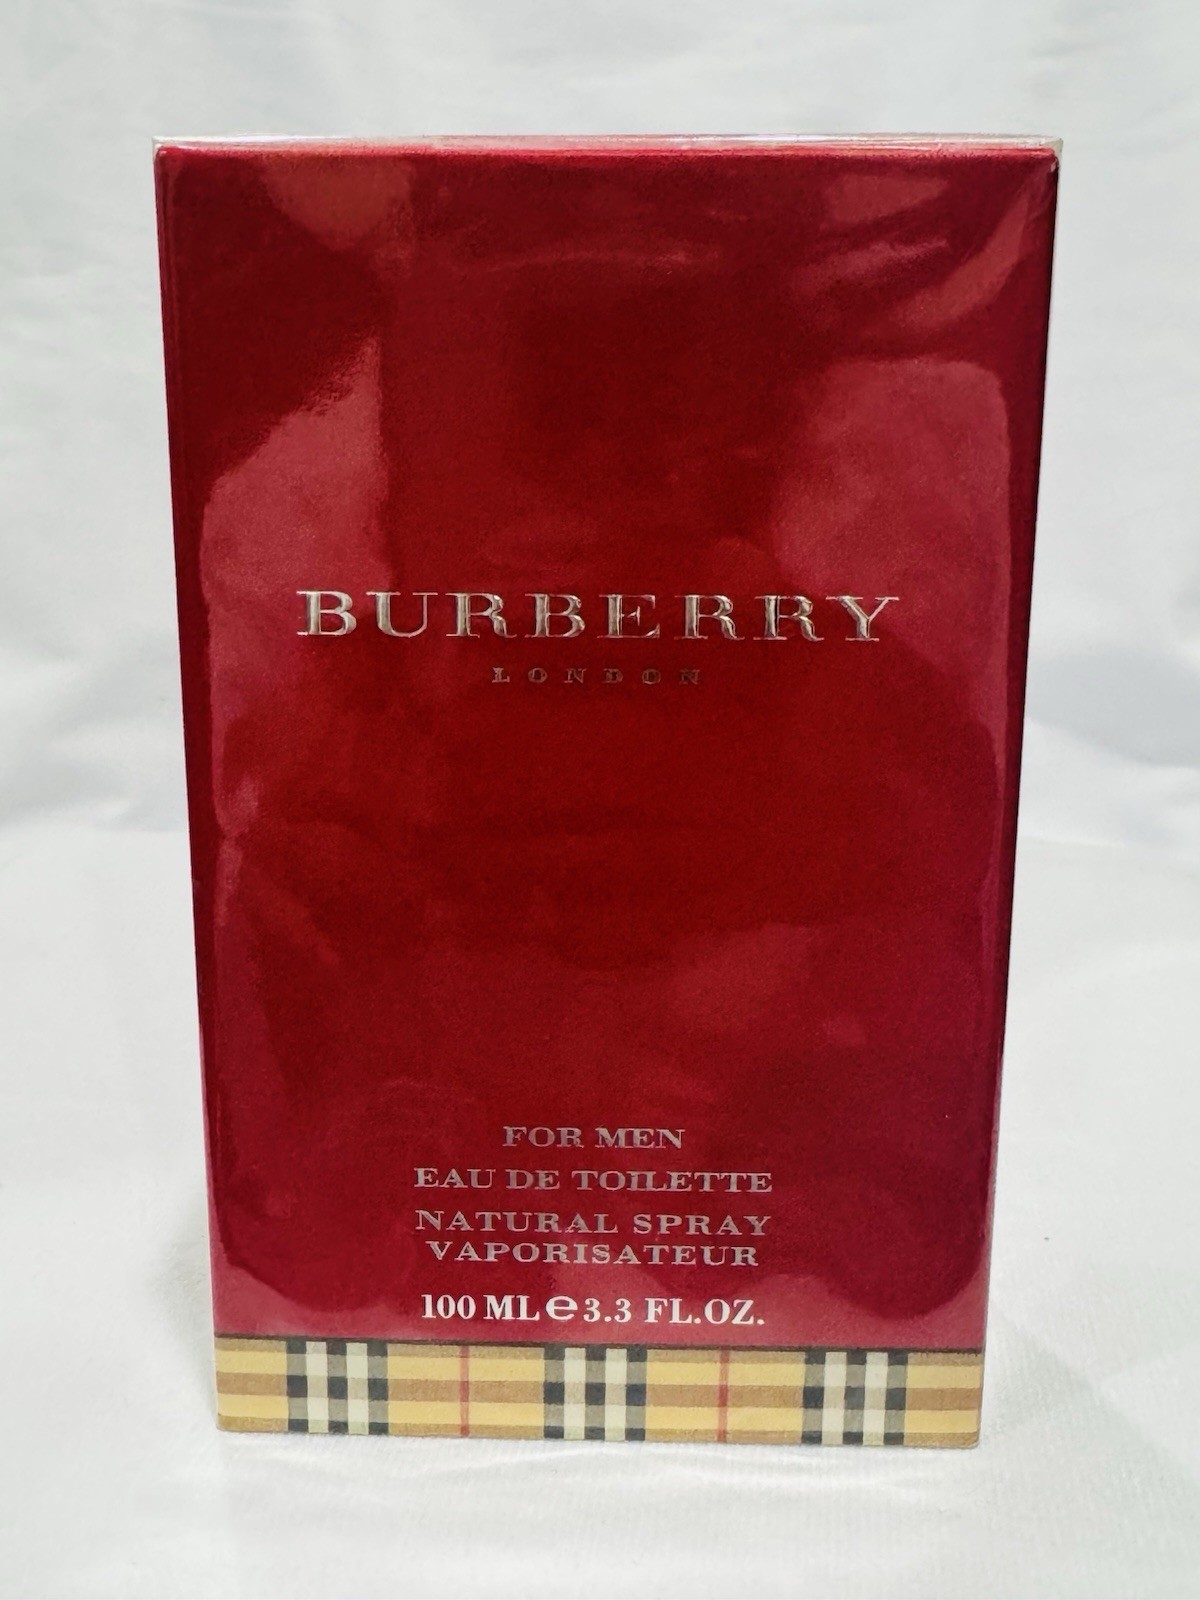 BURBERRY
LONDON
FOR MEN
EAU DE TOILETTE
NATURAL SPRAY
VAPORISATEUR
100 ML ℮ 3.3 FL.OZ.